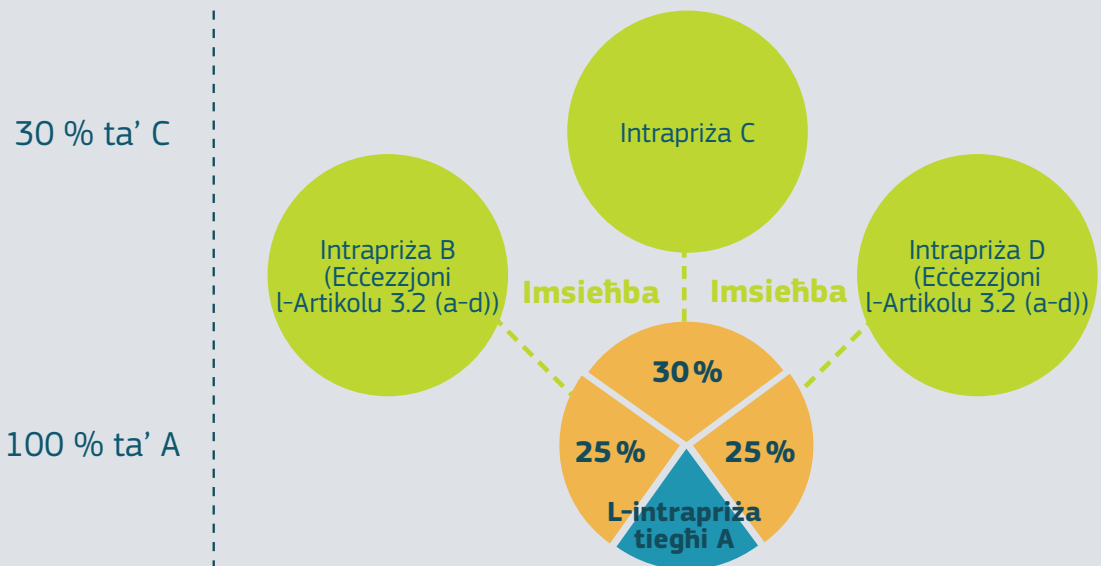 30 % ta’ C
Intrapriża C
Intrapriża B
(Eċċezzjoni
l-Artikolu 3.2 (a-d))
Imsieħba
Imsieħba
Intrapriża D
(Eċċezzjoni
l-Artikolu 3.2 (a-d))
30 %
100 % ta’ A
25 %
25 %
L-intrapriża
tiegħi A